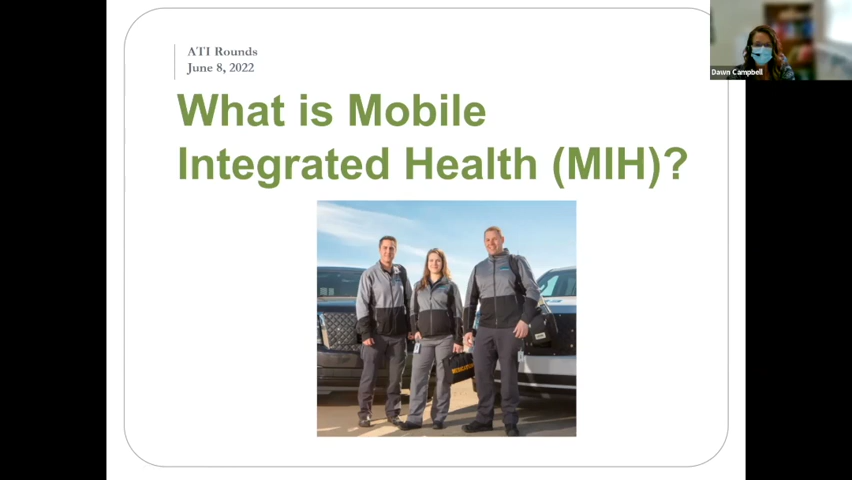 ATI Rounds
June 8, 2022
What is Mobile
Integrated Health (MIH)?
Dawn Campbell